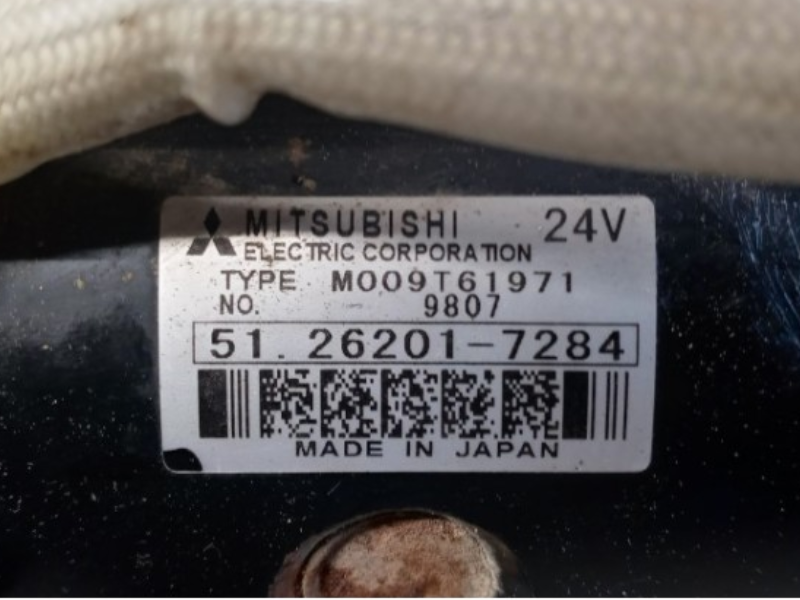 MITSUBISHI 24V
ELECTRIC CORPORATION
TYPE M009T61971
NO. 9807
51.26201-7284
MADE IN JAPAN